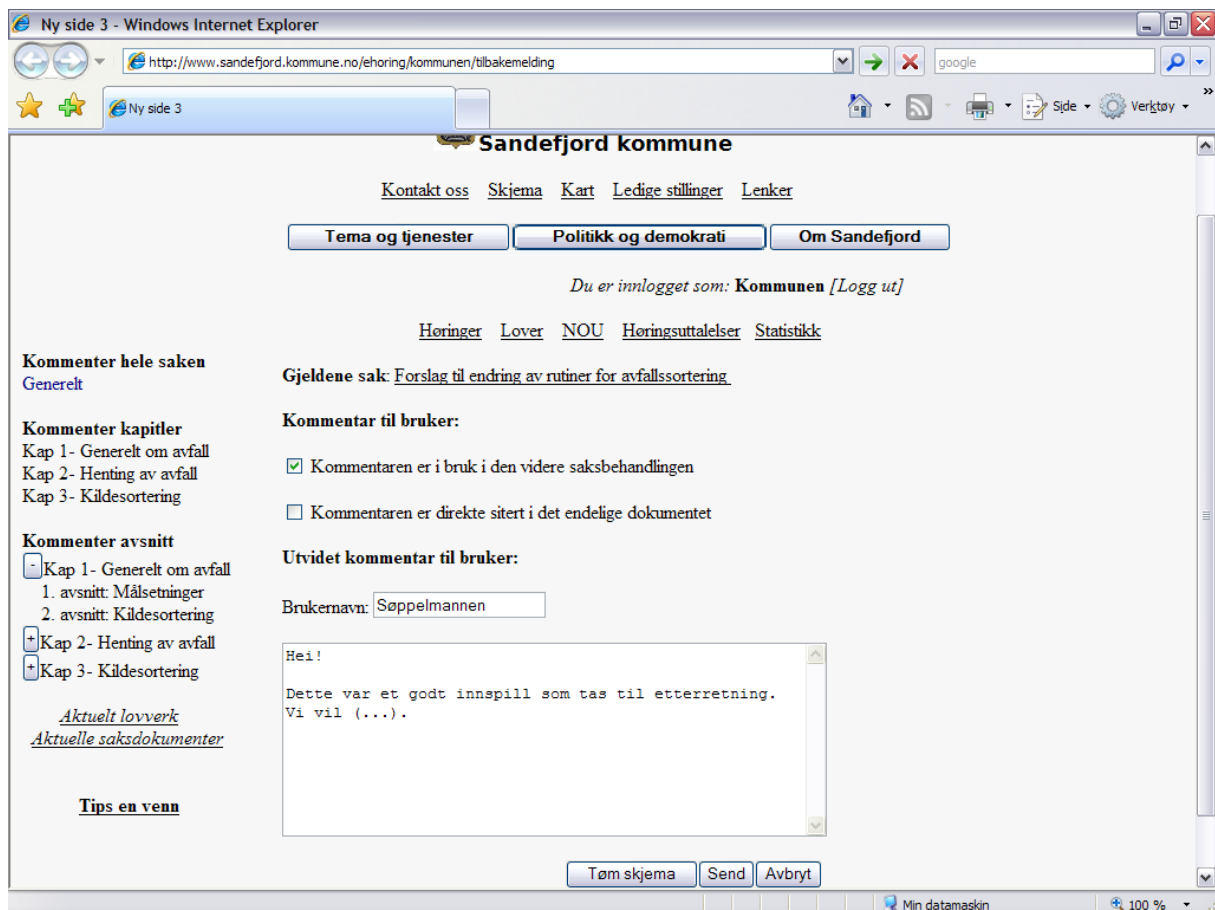 Ny side 3 - Windows Internet Explorer
http://www.sandefjord.kommune.no/ehoring/kommunen/tilbakemelding
google
Ny side 3
Side
Verktøy
»
Sandefjord kommune
Kontakt oss Skjema Kart Ledige stillinger Lenker
Tema og tjenester Politikk og demokrati Om Sandefjord
Du er innlogget som: Kommunen [Logg ut]
Høringer Lover NOU Høringsuttalelser Statistikk
Kommenter hele saken
Generelt
Kommenter kapitler
Kap 1- Generelt om avfall
Kap 2- Henting av avfall
Kap 3- Kildesortering
Kommenter avsnitt
- Kap 1- Generelt om avfall
1. avsnitt: Målsetninger
2. avsnitt: Kildesortering
+ Kap 2- Henting av avfall
+ Kap 3- Kildesortering
Aktuelt lovverk
Aktuelle saksdokumenter
Tips en venn
Gjeldene sak: Forslag til endring av rutiner for avfallssortering
Kommentar til bruker:
Kommentaren er i bruk i den videre saksbehandlingen
Kommentaren er direkte sitert i det endelige dokumentet
Utvidet kommentar til bruker:
Brukernavn: Søppelmannen
Hei!
Dette var et godt innspill som tas til etterretning.
Vi vil (...).
Tøm skjema Send Avbryt
Min datamaskin 100 %